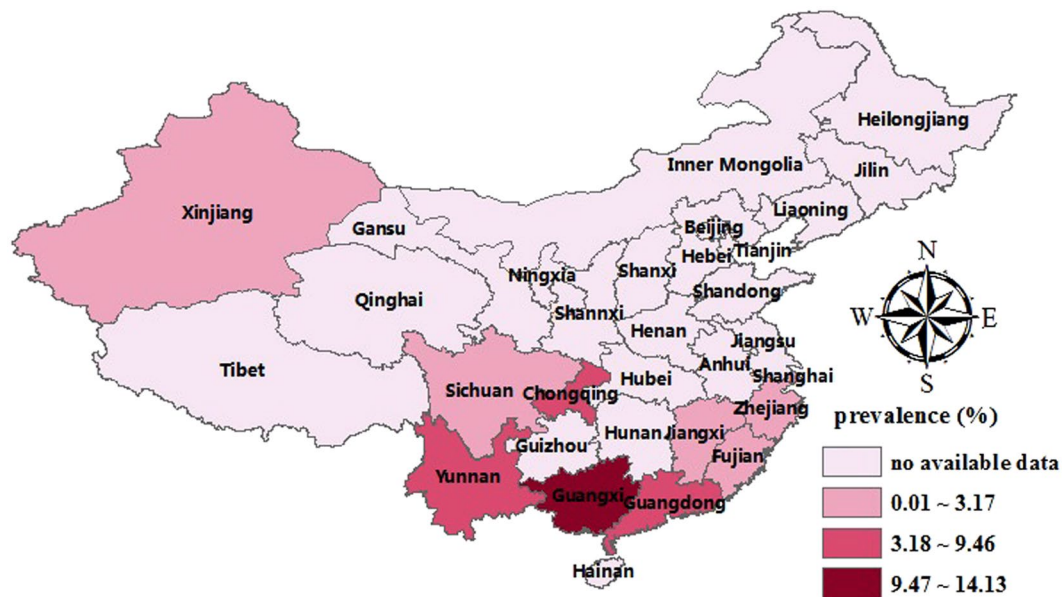 Heilongjiang
Inner Mongolia
Jilin
Xinjiang
Liaoning
Gansu
Beijing
Tianjin
Hebei
N
Ningxia
Shanxi
Qinghai
Shandong
Shannxi
W
E
Henan
Jiangsu
Tibet
Anhui
Hubei
Shanghai
S
Sichuan
Chongqing
Zhejiang
prevalence (%)
Hunan
Jiangxi
Guizhou
Fujian
no available data
Yunnan
Guangxi
Guangdong
0.01 ~ 3.17
3.18 ~ 9.46
Hainan
9.47 ~ 14.13